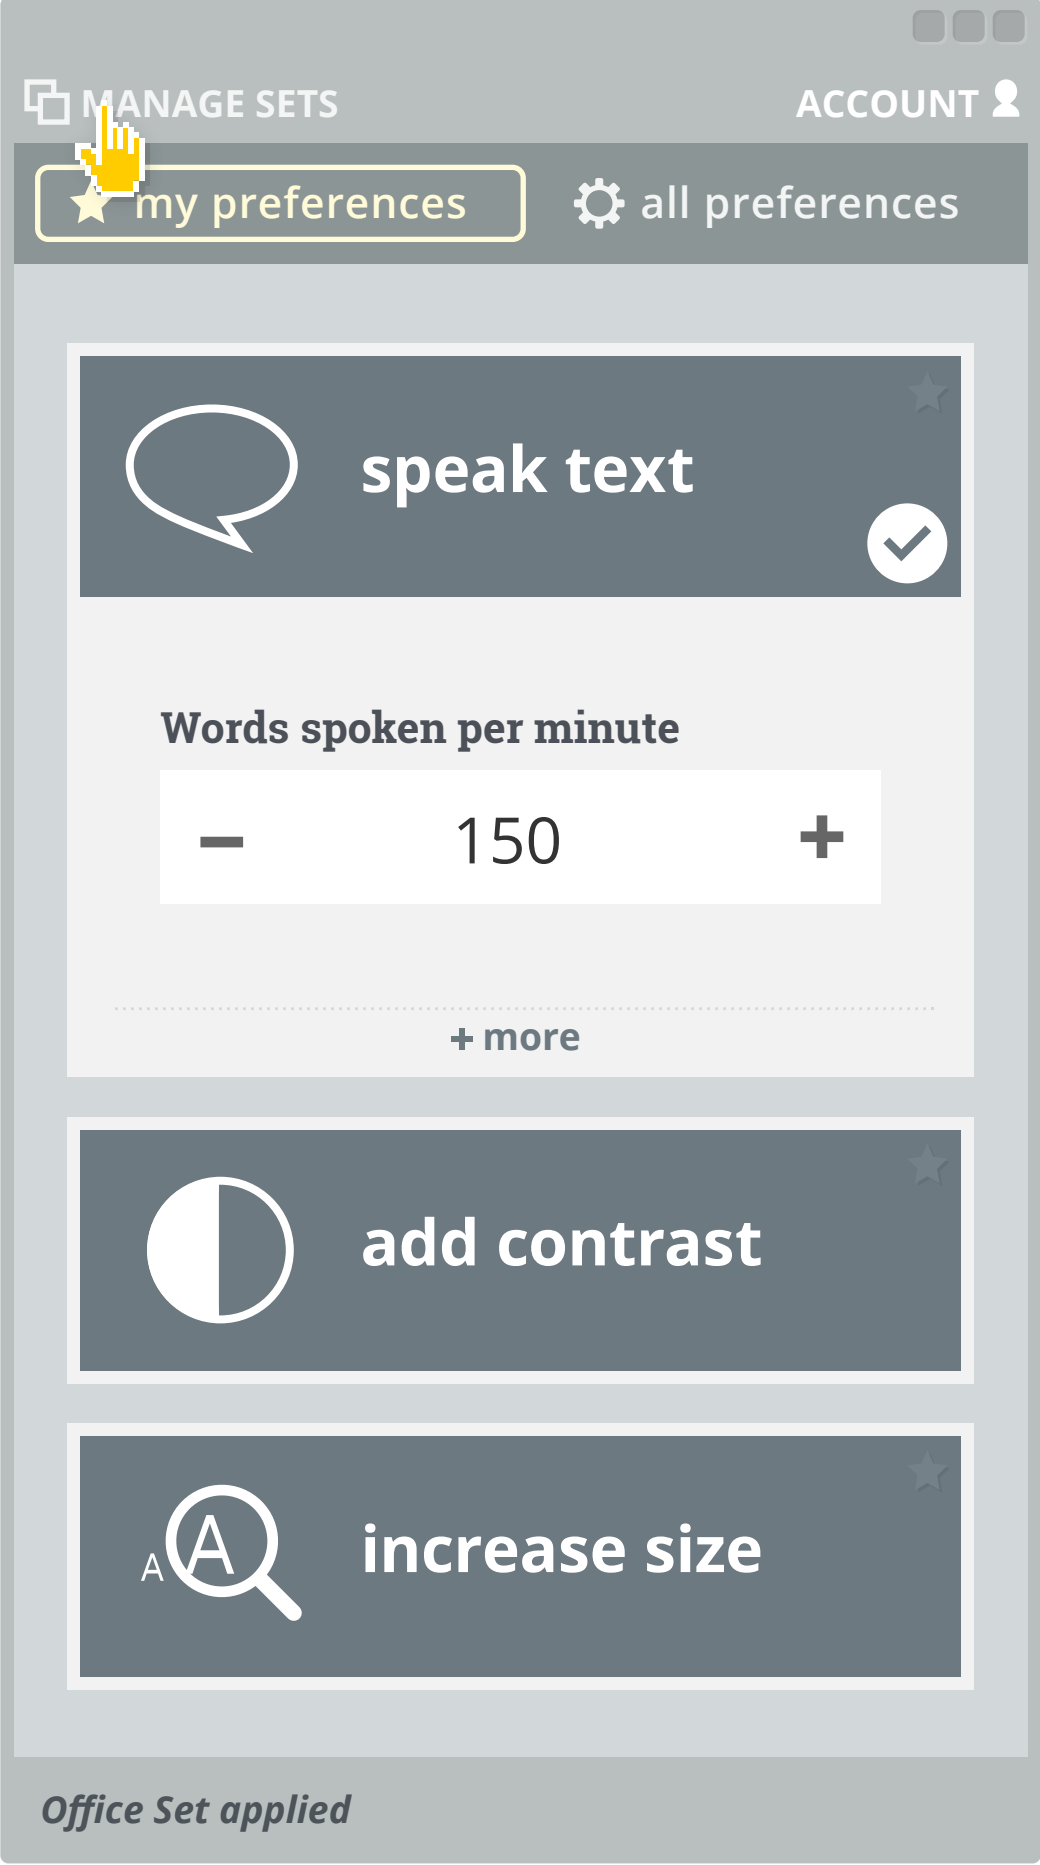 MANAGE SETS
ACCOUNT
my preferences
all preferences
speak text
Words spoken per minute
– 150 +
+ more
add contrast
A A
increase size
Office Set applied